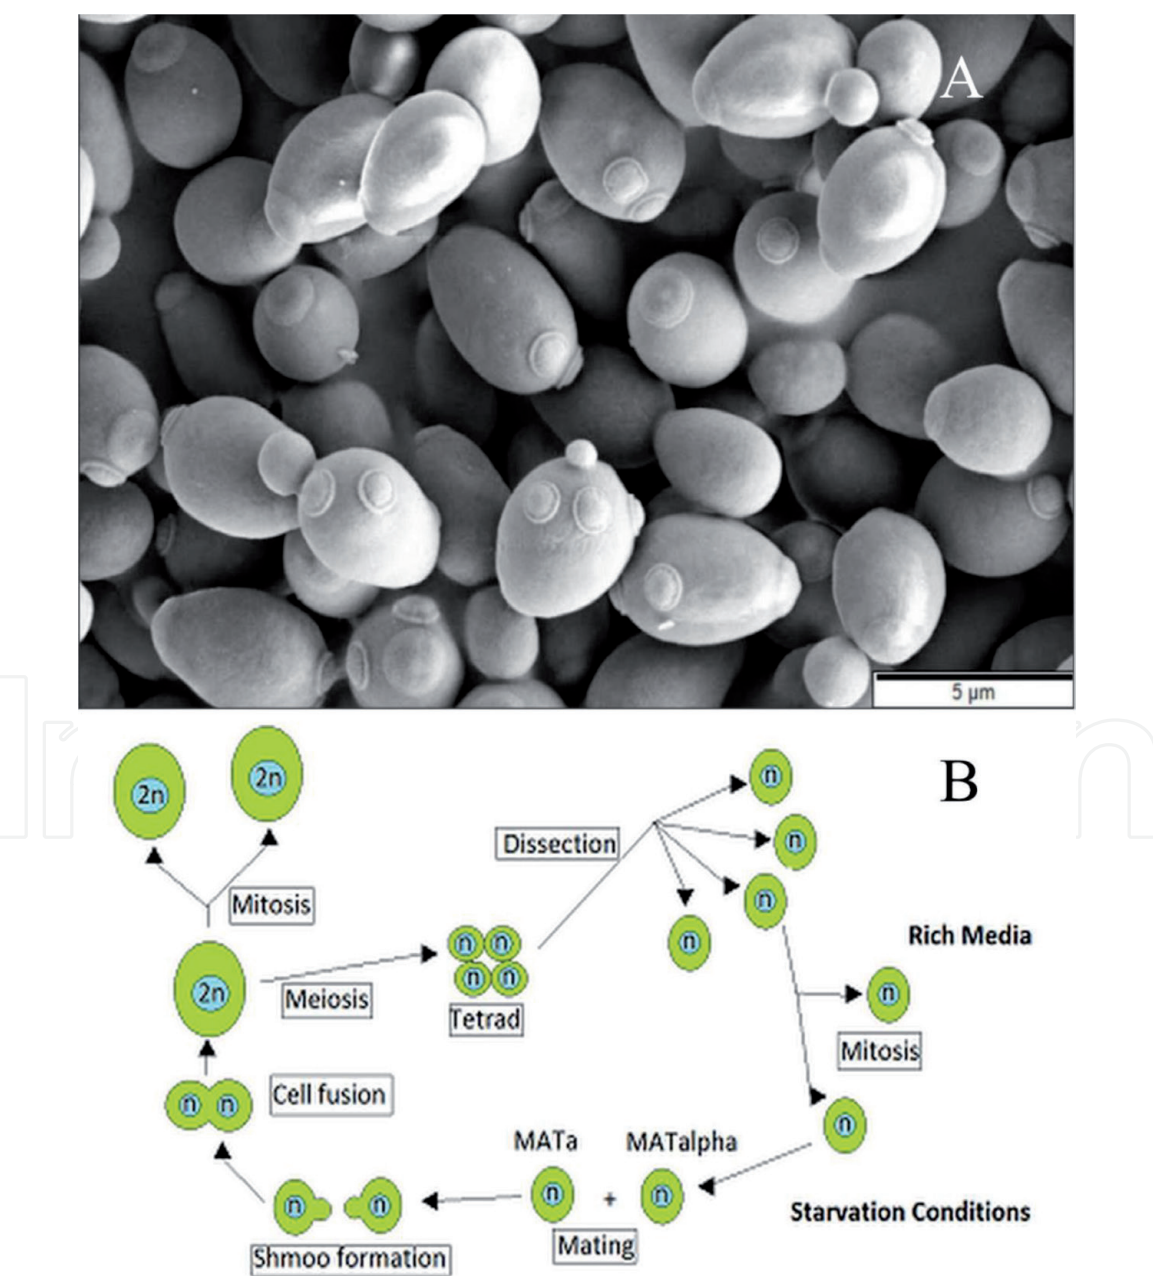 A
5 µm
B
2n
2n
n
n
n
n
Dissection
Mitosis
2n
Meiosis
n n
n n
Tetrad
Rich Media
n
Mitosis
n n
Cell fusion
n
MATa
MATalpha
n
+
n
n
n
Mating
Shmoo formation
Starvation Conditions